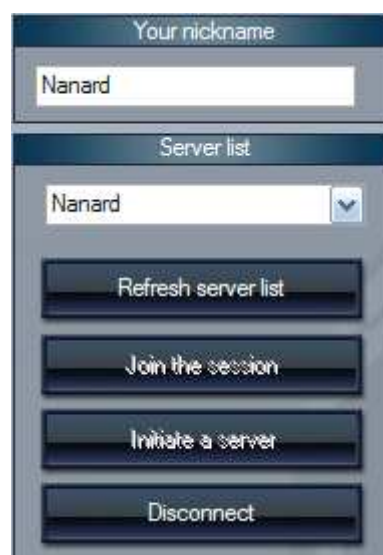 Your nickname
Nanard
Server list
Nanard
Refresh server list
Join the session
Initiate a server
Disconnect